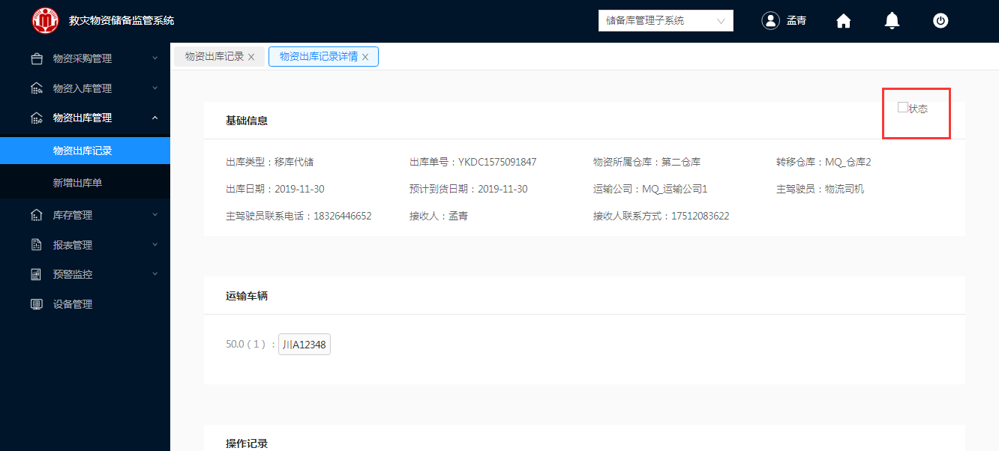 救灾物资储备监管系统
储备库管理子系统
孟青
物资采购管理
物资入库管理
物资出库管理
物资出库记录
新增出库单
库存管理
报表管理
预警监控
设备管理
物资出库记录 X
物资出库记录详情 X
基础信息
状态
出库类型：移库代储 出库单号：YKDC1575091847 物资所属仓库：第二仓库 转移仓库：MQ_仓库2
出库日期：2019-11-30 预计到货日期：2019-11-30 运输公司：MQ_运输公司1 主驾驶员：物流司机
主驾驶员联系电话：18326446652 接收人：孟青 接收人联系方式：17512083622
运输车辆
50.0（1）：川A12348
操作记录